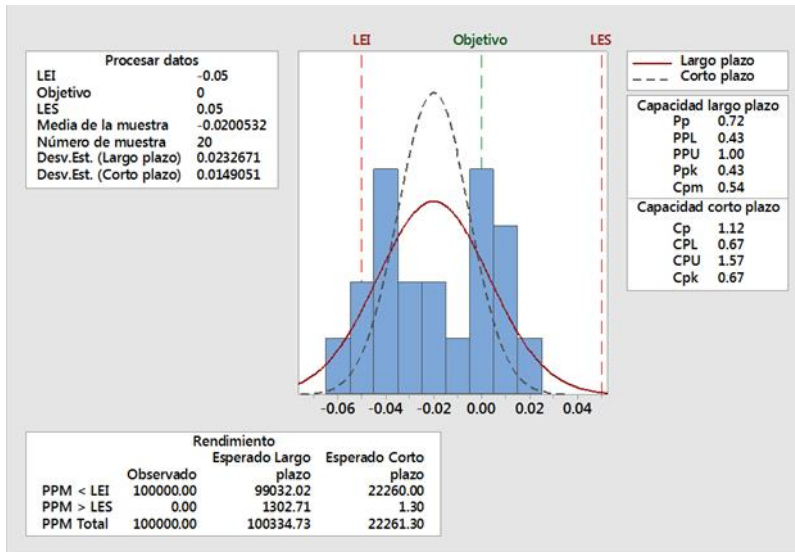 LEI Objetivo LES
Procesar datos
LEI -0.05
Objetivo 0
LES 0.05
Media de la muestra -0.0200532
Número de muestra 20
Desv.Est. (Largo plazo) 0.0232671
Desv.Est. (Corto plazo) 0.0149051
Largo plazo
Corto plazo
Capacidad largo plazo
Pp 0.72
PPL 0.43
PPU 1.00
Ppk 0.43
Cpm 0.54
Capacidad corto plazo
Cp 1.12
CPL 0.67
CPU 1.57
Cpk 0.67
-0.06 -0.04 -0.02 0.00 0.02 0.04
Rendimiento
Esperado Largo Esperado Corto
Observado plazo plazo
PPM < LEI 100000.00 99032.02 22260.00
PPM > LES 0.00 1302.71 1.30
PPM Total 100000.00 100334.73 22261.30